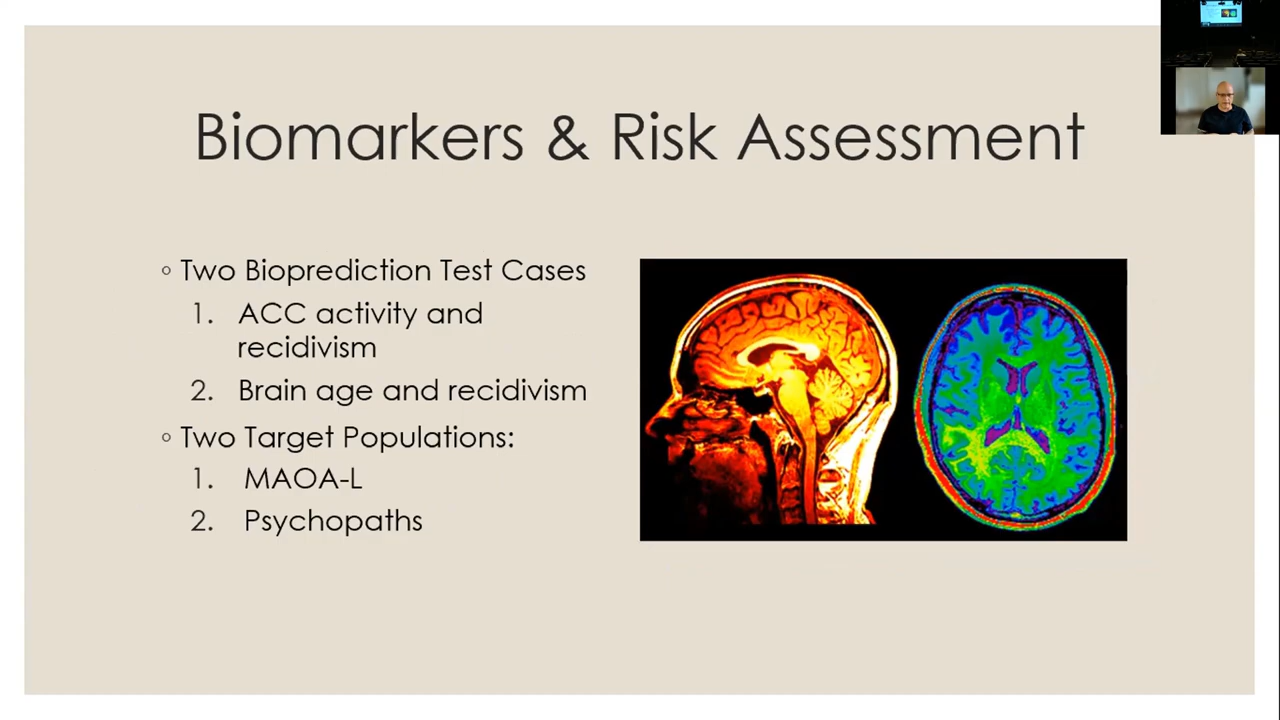 Biomarkers & Risk Assessment
◦ Two Bioprediction Test Cases
1. ACC activity and
recidivism
2. Brain age and recidivism
◦ Two Target Populations:
1. MAOA-L
2. Psychopaths